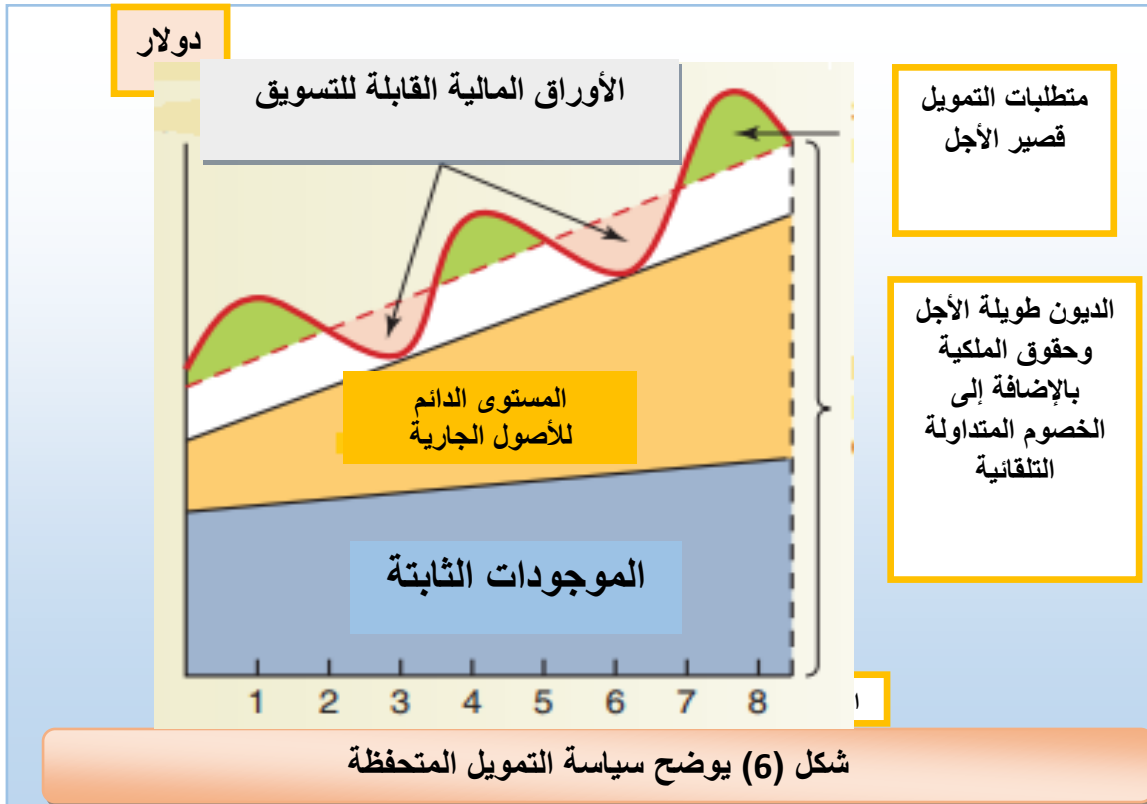 دولار
الأوراق المالية القابلة للتسويق
متطلبات التمويل
قصير الأجل
الديون طويلة الأجل
وحقوق الملكية
بالإضافة إلى
الخصوم المتداولة
التلقائية
المستوى الدائم
للأصول الجارية
الموجودات الثابتة
1 2 3 4 5 6 7 8
شكل (6) يوضح سياسة التمويل المتحفظة